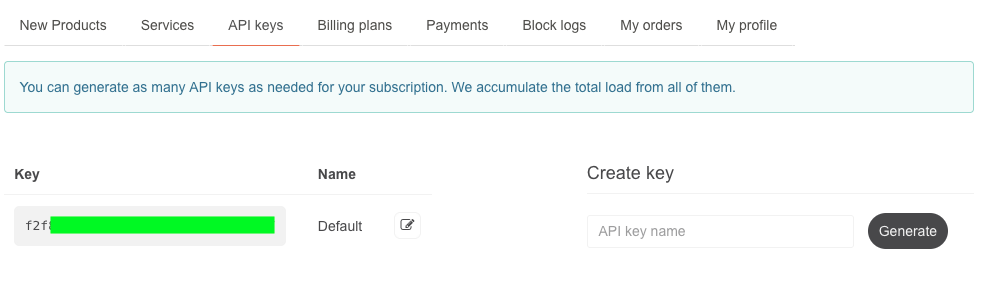 New Products Services API keys Billing plans Payments Block logs My orders My profile
You can generate as many API keys as needed for your subscription. We accumulate the total load from all of them.
Key Name Create key
f2f Default API key name Generate